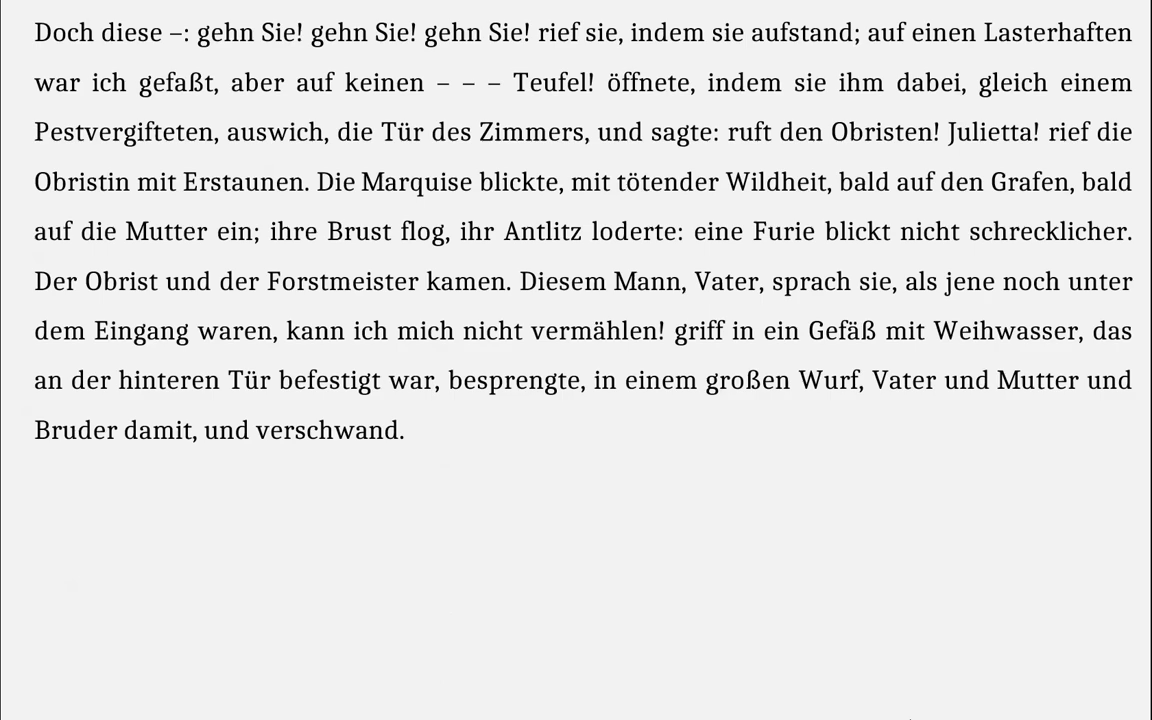 Doch diese –: gehn Sie! gehn Sie! gehn Sie! rief sie, indem sie aufstand; auf einen Lasterhaften
war ich gefaßt, aber auf keinen – – – Teufel! öffnete, indem sie ihm dabei, gleich einem
Pestvergifteten, auswich, die Tür des Zimmers, und sagte: ruft den Obristen! Julietta! rief die
Obristin mit Erstaunen. Die Marquise blickte, mit tötender Wildheit, bald auf den Grafen, bald
auf die Mutter ein; ihre Brust flog, ihr Antlitz loderte: eine Furie blickt nicht schrecklicher.
Der Obrist und der Forstmeister kamen. Diesem Mann, Vater, sprach sie, als jene noch unter
dem Eingang waren, kann ich mich nicht vermählen! griff in ein Gefäß mit Weihwasser, das
an der hinteren Tür befestigt war, besprengte, in einem großen Wurf, Vater und Mutter und
Bruder damit, und verschwand.